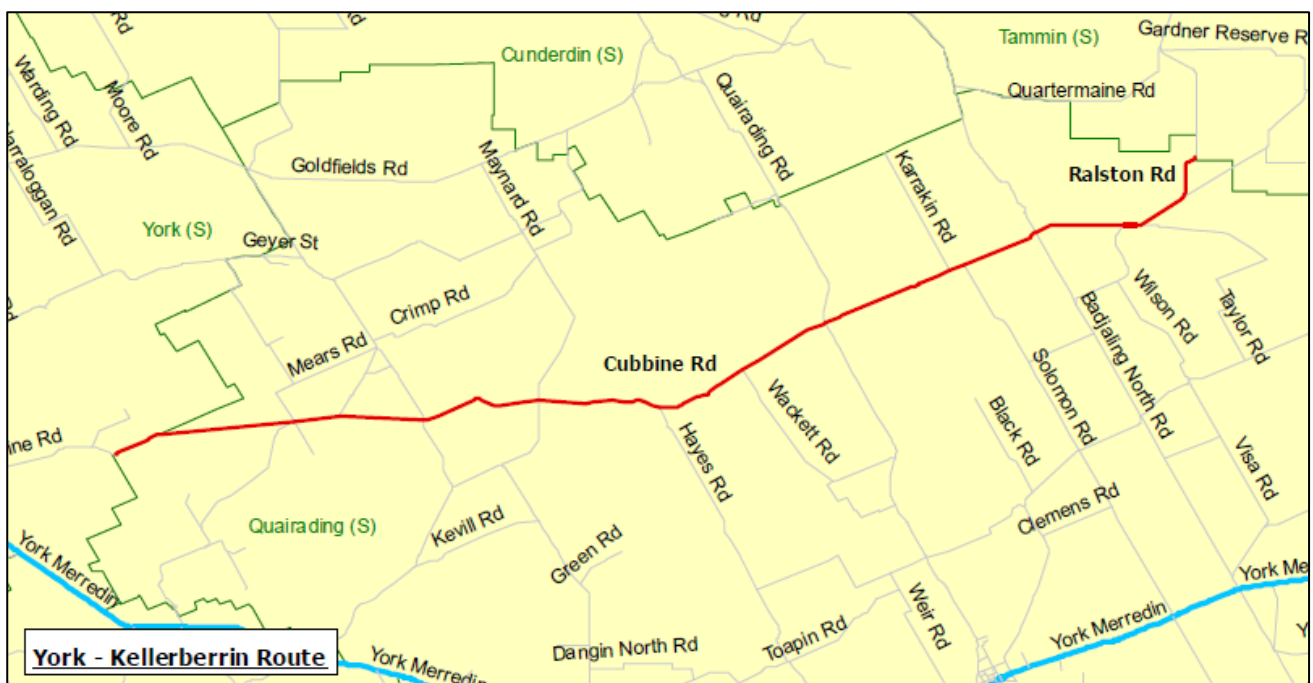 Rd
Gardner Reserve R
Tammin (S)
Cunderdin (S)
Warding Rd
Moore Rd
Quairading Rd
Quartermaine Rd
Maynard Rd
Goldfields Rd
Karrakin Rd
Ralston Rd
York (S)
Geyer St
Crimp Rd
Mears Rd
Badjaling North Rd
Wilson Rd
Taylor Rd
Cubbine Rd
Solomon Rd
Wackett Rd
Black Rd
ine Rd
Hayes Rd
Visa Rd
Quairading (S)
Kevill Rd
Clemens Rd
Green Rd
York Merredin
York Me
Weir Rd
Toapin Rd
York Merredin
Dangin North Rd
York - Kellerberrin Route
York Merredin